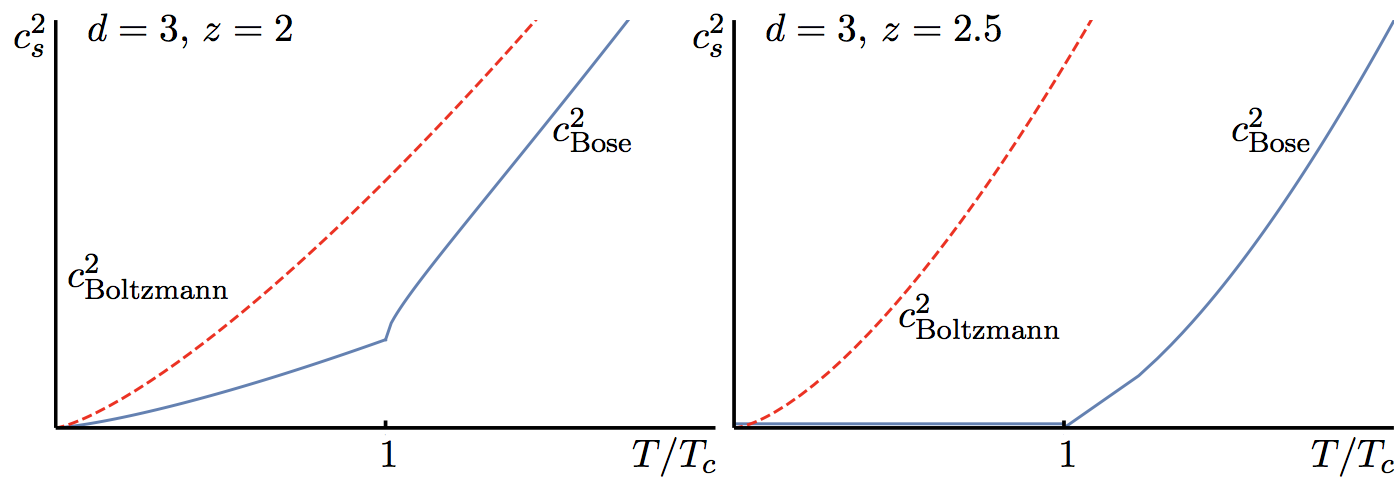 c_s^2
d = 3, z = 2
c^2_Bose
c^2_Boltzmann
1
T/T_c
c_s^2
d = 3, z = 2.5
c^2_Bose
c^2_Boltzmann
1
T/T_c